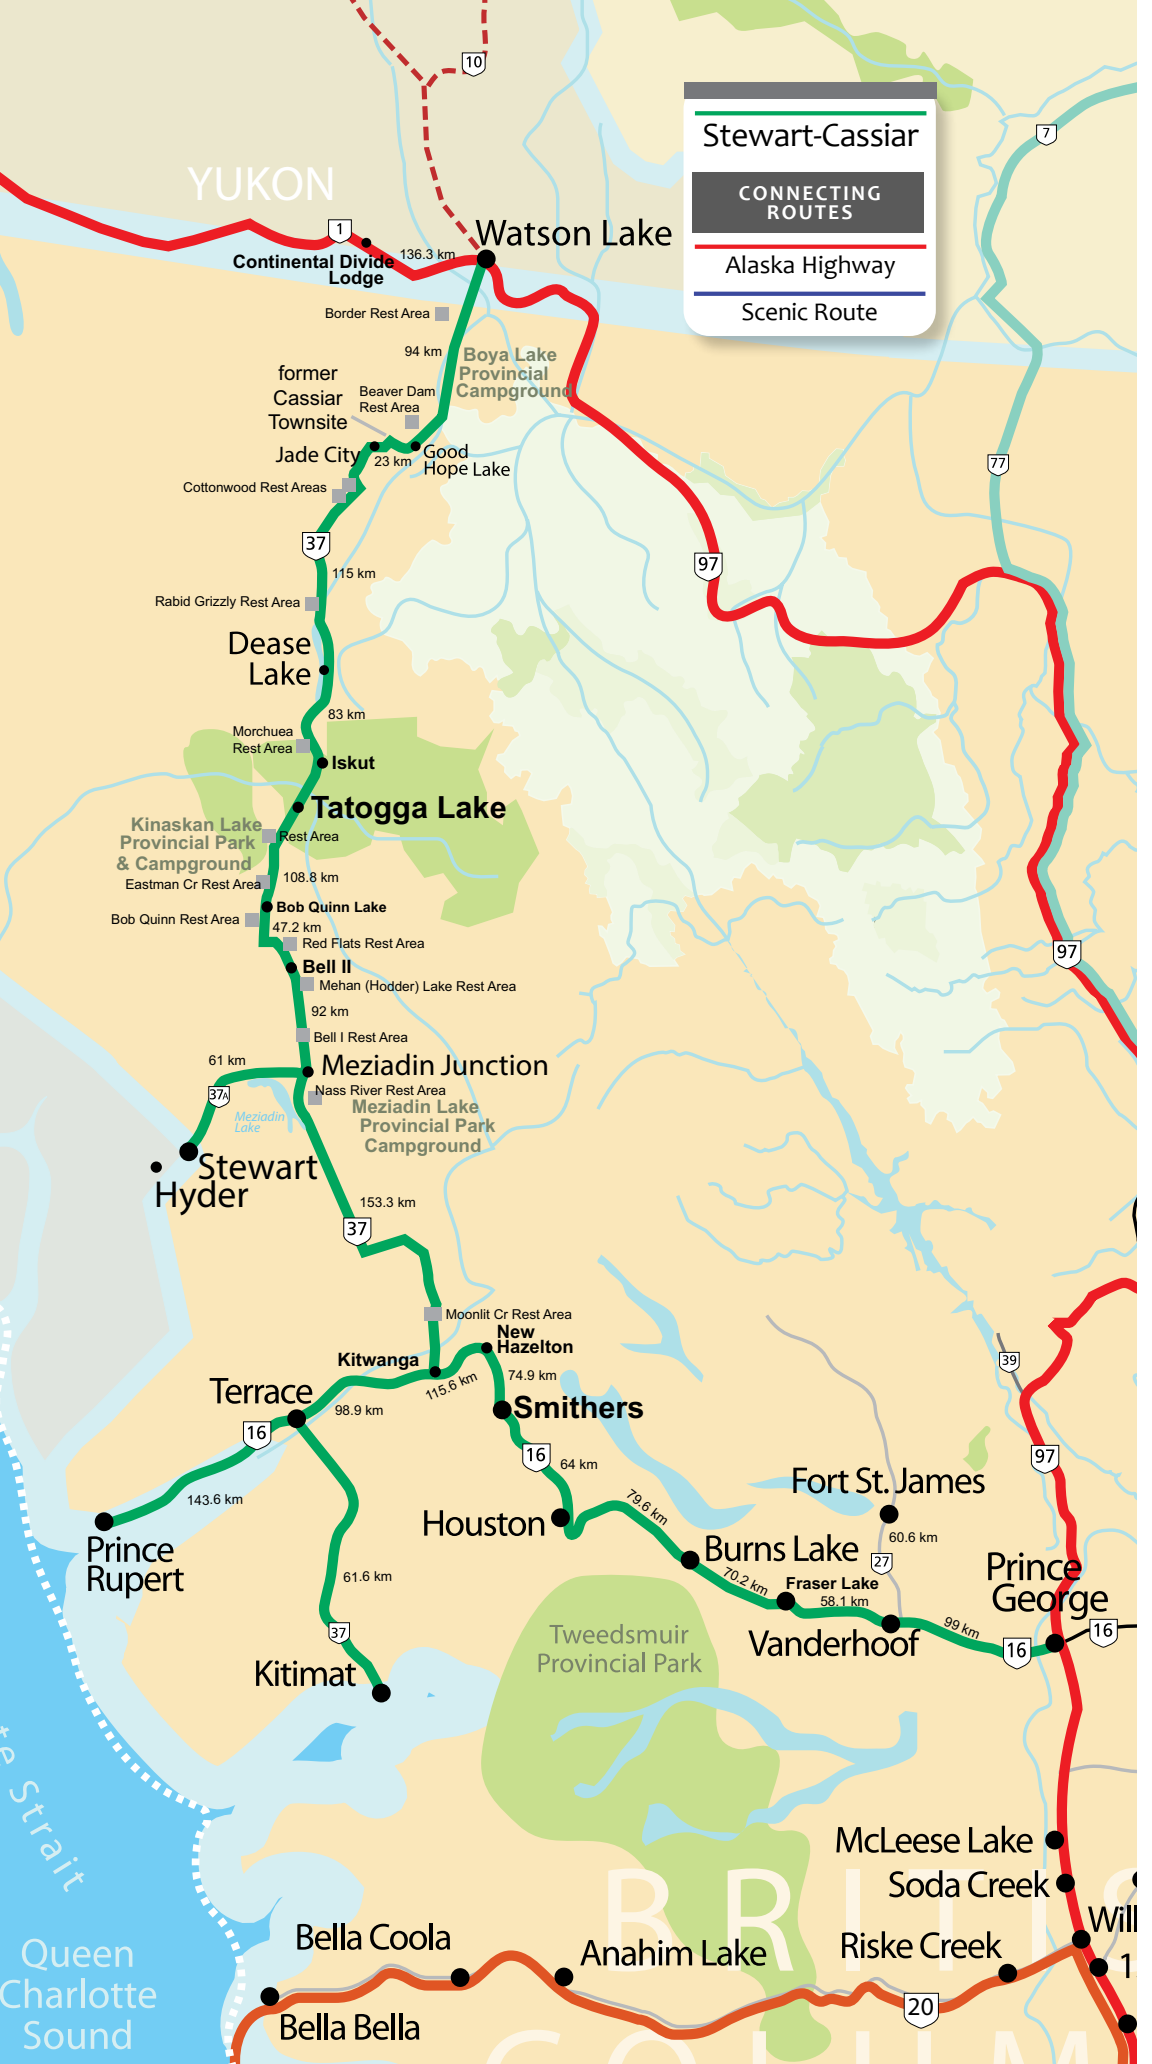 10
7
Stewart-Cassiar
CONNECTING
ROUTES
Alaska Highway
Scenic Route
YUKON
1
Watson Lake
136.3 km
Continental Divide
Lodge
Border Rest Area
94 km
Boya Lake
Provincial
Campground
former
Cassiar
Townsite
Beaver Dam
Rest Area
Jade City
23 km
Good
Hope Lake
77
Cottonwood Rest Areas
37
97
115 km
Rabid Grizzly Rest Area
Dease
Lake
83 km
Morchuea
Rest Area
Iskut
Tatogga Lake
Kinaskan Lake
Provincial Park
& Campground
Rest Area
108.8 km
Eastman Cr Rest Area
Bob Quinn Lake
Bob Quinn Rest Area
47.2 km
Red Flats Rest Area
97
Bell II
Mehan (Hodder) Lake Rest Area
92 km
Bell I Rest Area
61 km
Meziadin Junction
37A
Nass River Rest Area
Meziadin Lake
Provincial Park
Campground
Meziadin
Lake
Stewart
Hyder
153.3 km
37
Moonlit Cr Rest Area
New
Hazelton
Kitwanga
39
74.9 km
115.6 km
Terrace
98.9 km
Smithers
16
16
97
64 km
143.6 km
Fort St. James
79.6 km
Houston
60.6 km
Prince
Rupert
Burns Lake
27
Prince
George
61.6 km
70.2 km
Fraser Lake
58.1 km
99 km
16
16
37
Tweedsmuir
Provincial Park
Vanderhoof
Kitimat
te Strait
McLeese Lake
Soda Creek
BRITIS
Will
Bella Coola
Anahim Lake
Riske Creek
1
Queen
Charlotte
Sound
20
Bella Bella
COLUM